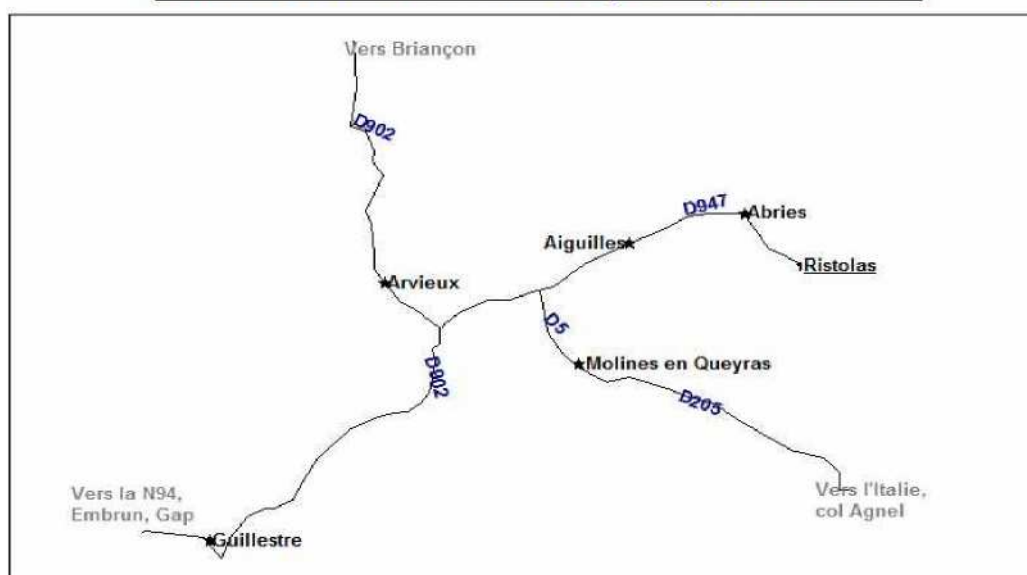 Vers Briançon
D902
D947
Abries
Aiguilles
Ristolas
Arvieux
D5
Molines en Queyras
D902
D205
Vers la N94,
Embrun, Gap
Vers l'Italie,
col Agnel
Guillestre